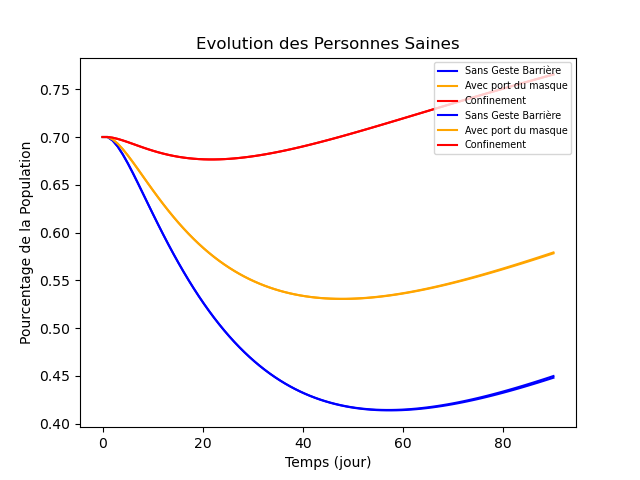 Evolution des Personnes Saines
Sans Geste Barrière
Avec port du masque
Confinement
Sans Geste Barrière
Avec port du masque
Confinement
Pourcentage de la Population
0.75
0.70
0.65
0.60
0.55
0.50
0.45
0.40
0 20 40 60 80
Temps (jour)